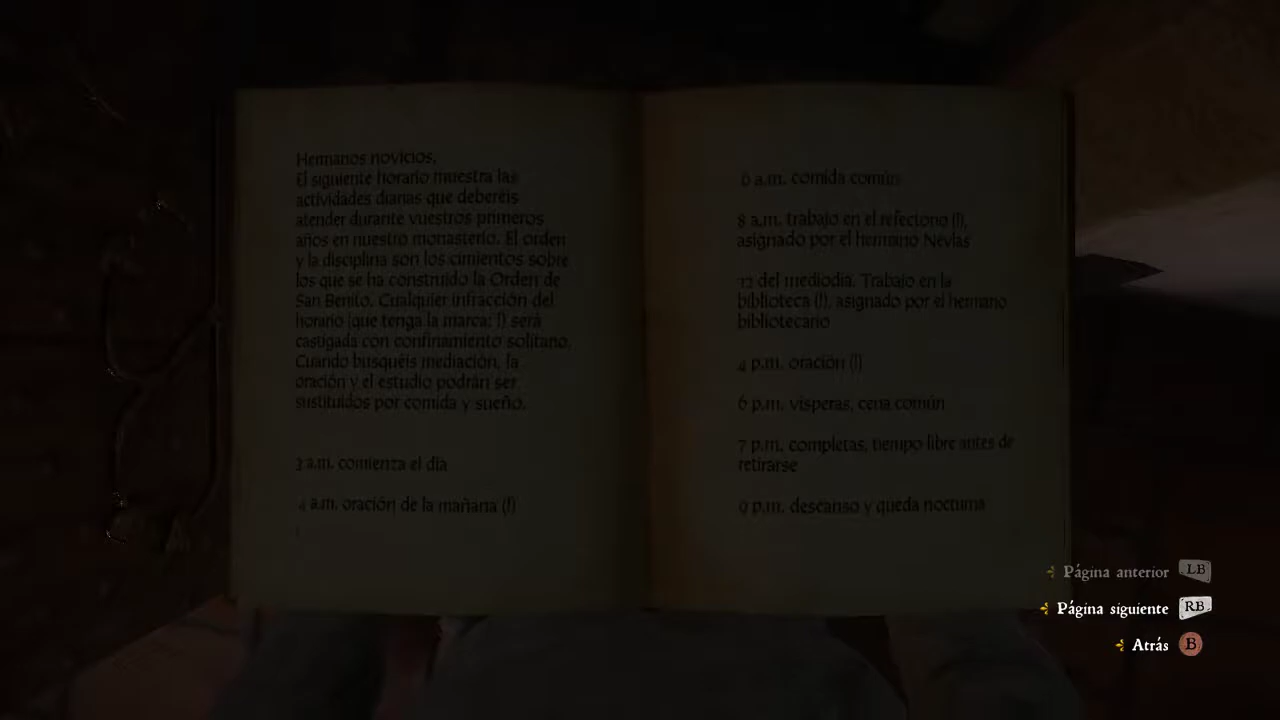 Hermanos novicios,
El siguiente horario muestra las
actividades diarias que deberéis
atender durante vuestros primeros
años en nuestro monasterio. El orden
y la disciplina son los cimientos sobre
los que se ha construido la Orden de
San Benito. Cualquier infracción del
horario (que tenga la marca: !) será
castigada con confinamiento solitario.
Cuando busquéis mediación, la
oración y el estudio podrán ser
sustituidos por comida y sueño.
3 a.m. comienza el día
4 a.m. oración de la mañana (!)
6 a.m. comida común
8 a.m. trabajo en el refectorio (!),
asignado por el hermano Nevlas
12 del mediodía. Trabajo en la
biblioteca (!), asignado por el hermano
bibliotecario
4 p.m. oración (!)
6 p.m. vísperas, cena común
7 p.m. completas, tiempo libre antes de
retirarse
9 p.m. descanso y queda nocturna
Página anterior LB
Página siguiente RB
Atrás B